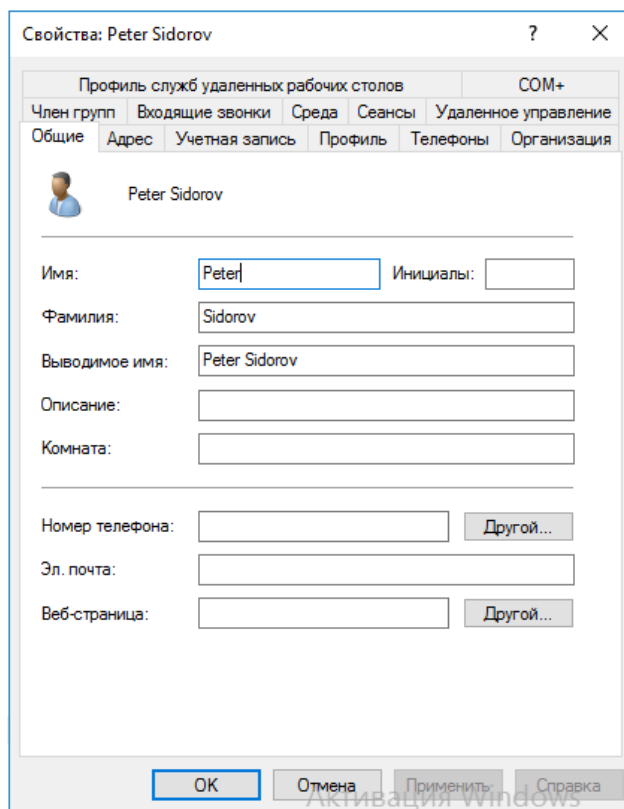 Свойства: Peter Sidorov ?
Профиль служб удаленных рабочих столов COM+
Член групп Входящие звонки Среда Сеансы Удаленное управление
Общие Адрес Учетная запись Профиль Телефоны Организация
Peter Sidorov
Имя: Peter Инициалы:
Фамилия: Sidorov
Выводимое имя: Peter Sidorov
Описание:
Комната:
Номер телефона: Другой...
Эл. почта:
Веб-страница: Другой...
OK Отмена Применить Справка
Активация Windows